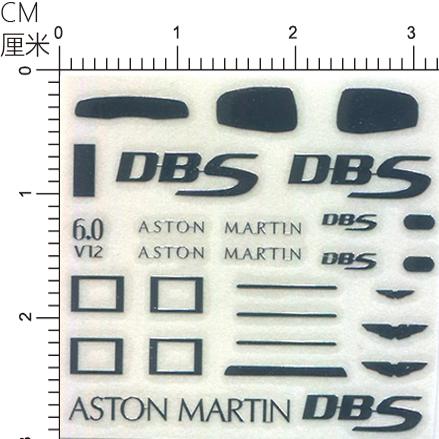 CM
厘米
0 1 2 3
0
DBS DBS
1
6.0 ASTON MARTIN DBS
V12 ASTON MARTIN DBS
2
ASTON MARTIN DBS